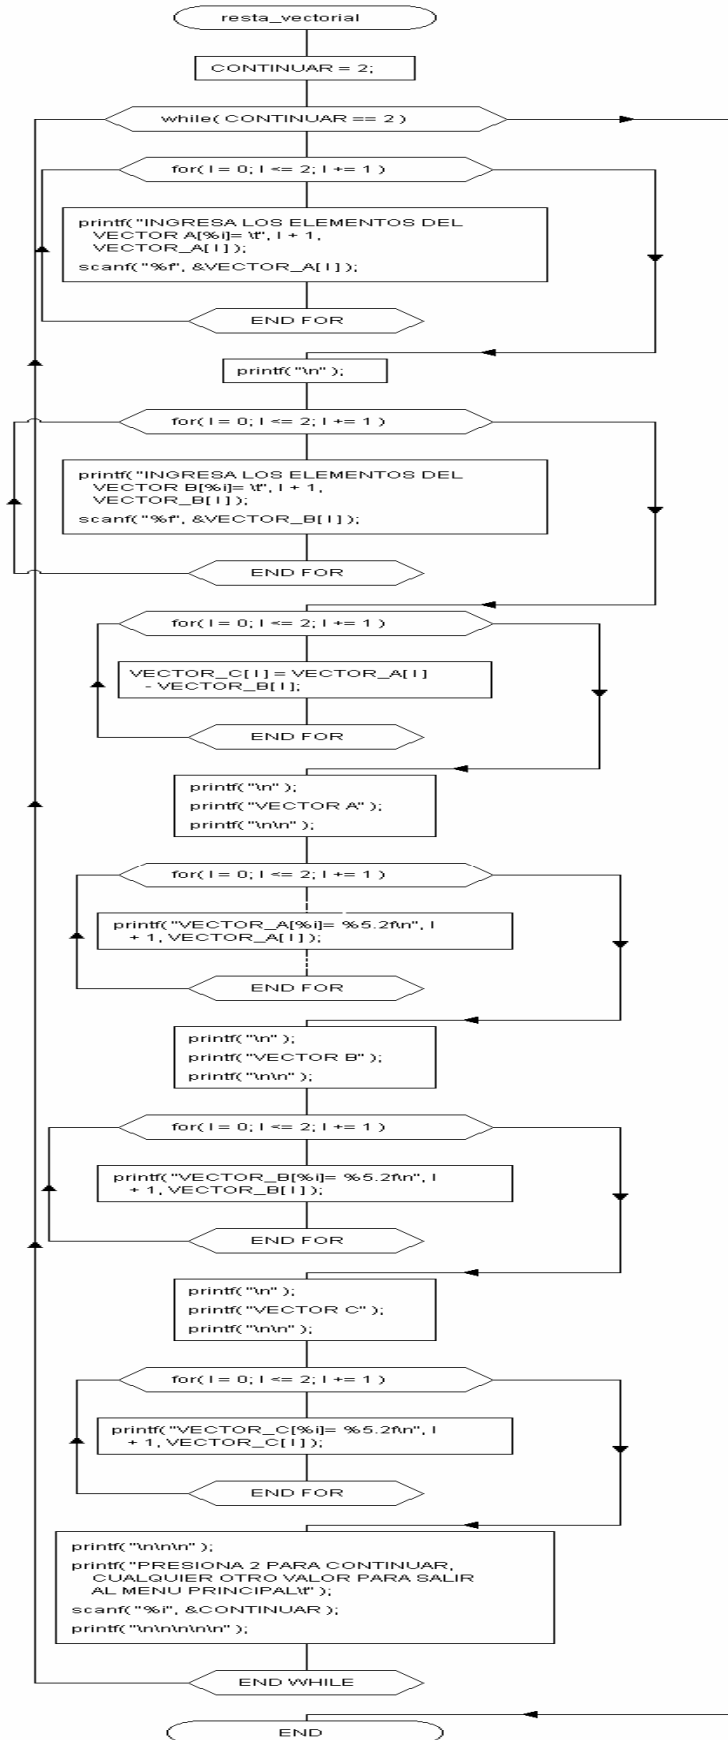 resta_vectorial
CONTINUAR = 2;
while( CONTINUAR == 2 )
for( I = 0; I <= 2; I += 1 )
printf("INGRESA LOS ELEMENTOS DEL
VECTOR A[%i]= \t", I + 1,
VECTOR_A[ I ] );
scanf( "%f", &VECTOR_A[ I ] );
END FOR
printf( "\n" );
for( I = 0; I <= 2; I += 1 )
printf("INGRESA LOS ELEMENTOS DEL
VECTOR B[%i]= \t", I + 1,
VECTOR_B[ I ] );
scanf( "%f", &VECTOR_B[ I ] );
END FOR
for( I = 0; I <= 2; I += 1 )
VECTOR_C[ I ] = VECTOR_A[ I ]
- VECTOR_B[ I ];
END FOR
printf( "\n" );
printf( "VECTOR A" );
printf( "\n\n" );
for( I = 0; I <= 2; I += 1 )
printf( "VECTOR_A[%i]= %5.2f\n", I
+ 1, VECTOR_A[ I ] );
END FOR
printf( "\n" );
printf( "VECTOR B" );
printf( "\n\n" );
for( I = 0; I <= 2; I += 1 )
printf( "VECTOR_B[%i]= %5.2f\n", I
+ 1, VECTOR_B[ I ] );
END FOR
printf( "\n" );
printf( "VECTOR C" );
printf( "\n\n" );
for( I = 0; I <= 2; I += 1 )
printf( "VECTOR_C[%i]= %5.2f\n", I
+ 1, VECTOR_C[ I ] );
END FOR
printf( "\n\n\n" );
printf( "PRESIONA 2 PARA CONTINUAR,
CUALQUIER OTRO VALOR PARA SALIR
AL MENU PRINCIPAL\t" );
scanf( "%i", &CONTINUAR );
printf( "\n\n\n\n\n" );
END WHILE
END